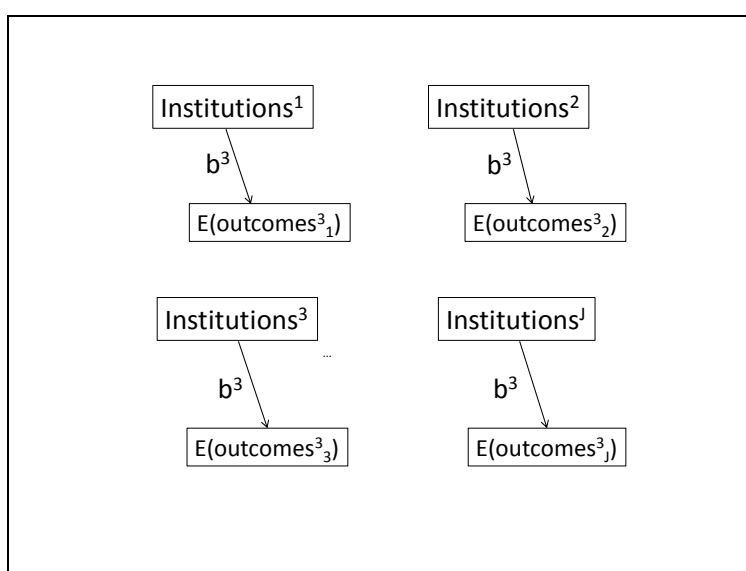 Institutions¹ Institutions²
b³ b³
E(outcomes³₁) E(outcomes³₂)
Institutions³ Institutionsᴶ
...
b³ b³
E(outcomes³₃) E(outcomes³ⱼ)